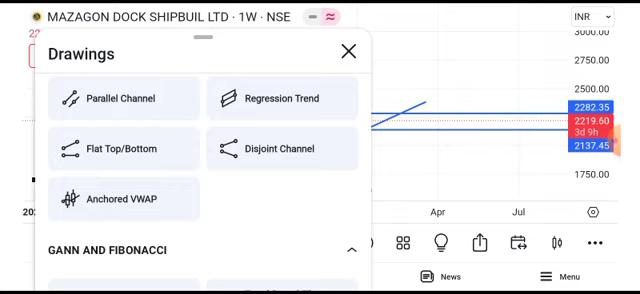 MAZAGON DOCK SHIPBUIL LTD · 1W · NSE
INR
22
3000.00
Drawings
2750.00
2500.00
Parallel Channel
Regression Trend
2282.35
2219.60
3d 9h
Flat Top/Bottom
Disjoint Channel
2137.45
1750.00
Anchored VWAP
202
Apr
Jul
GANN AND FIBONACCI
News
Menu